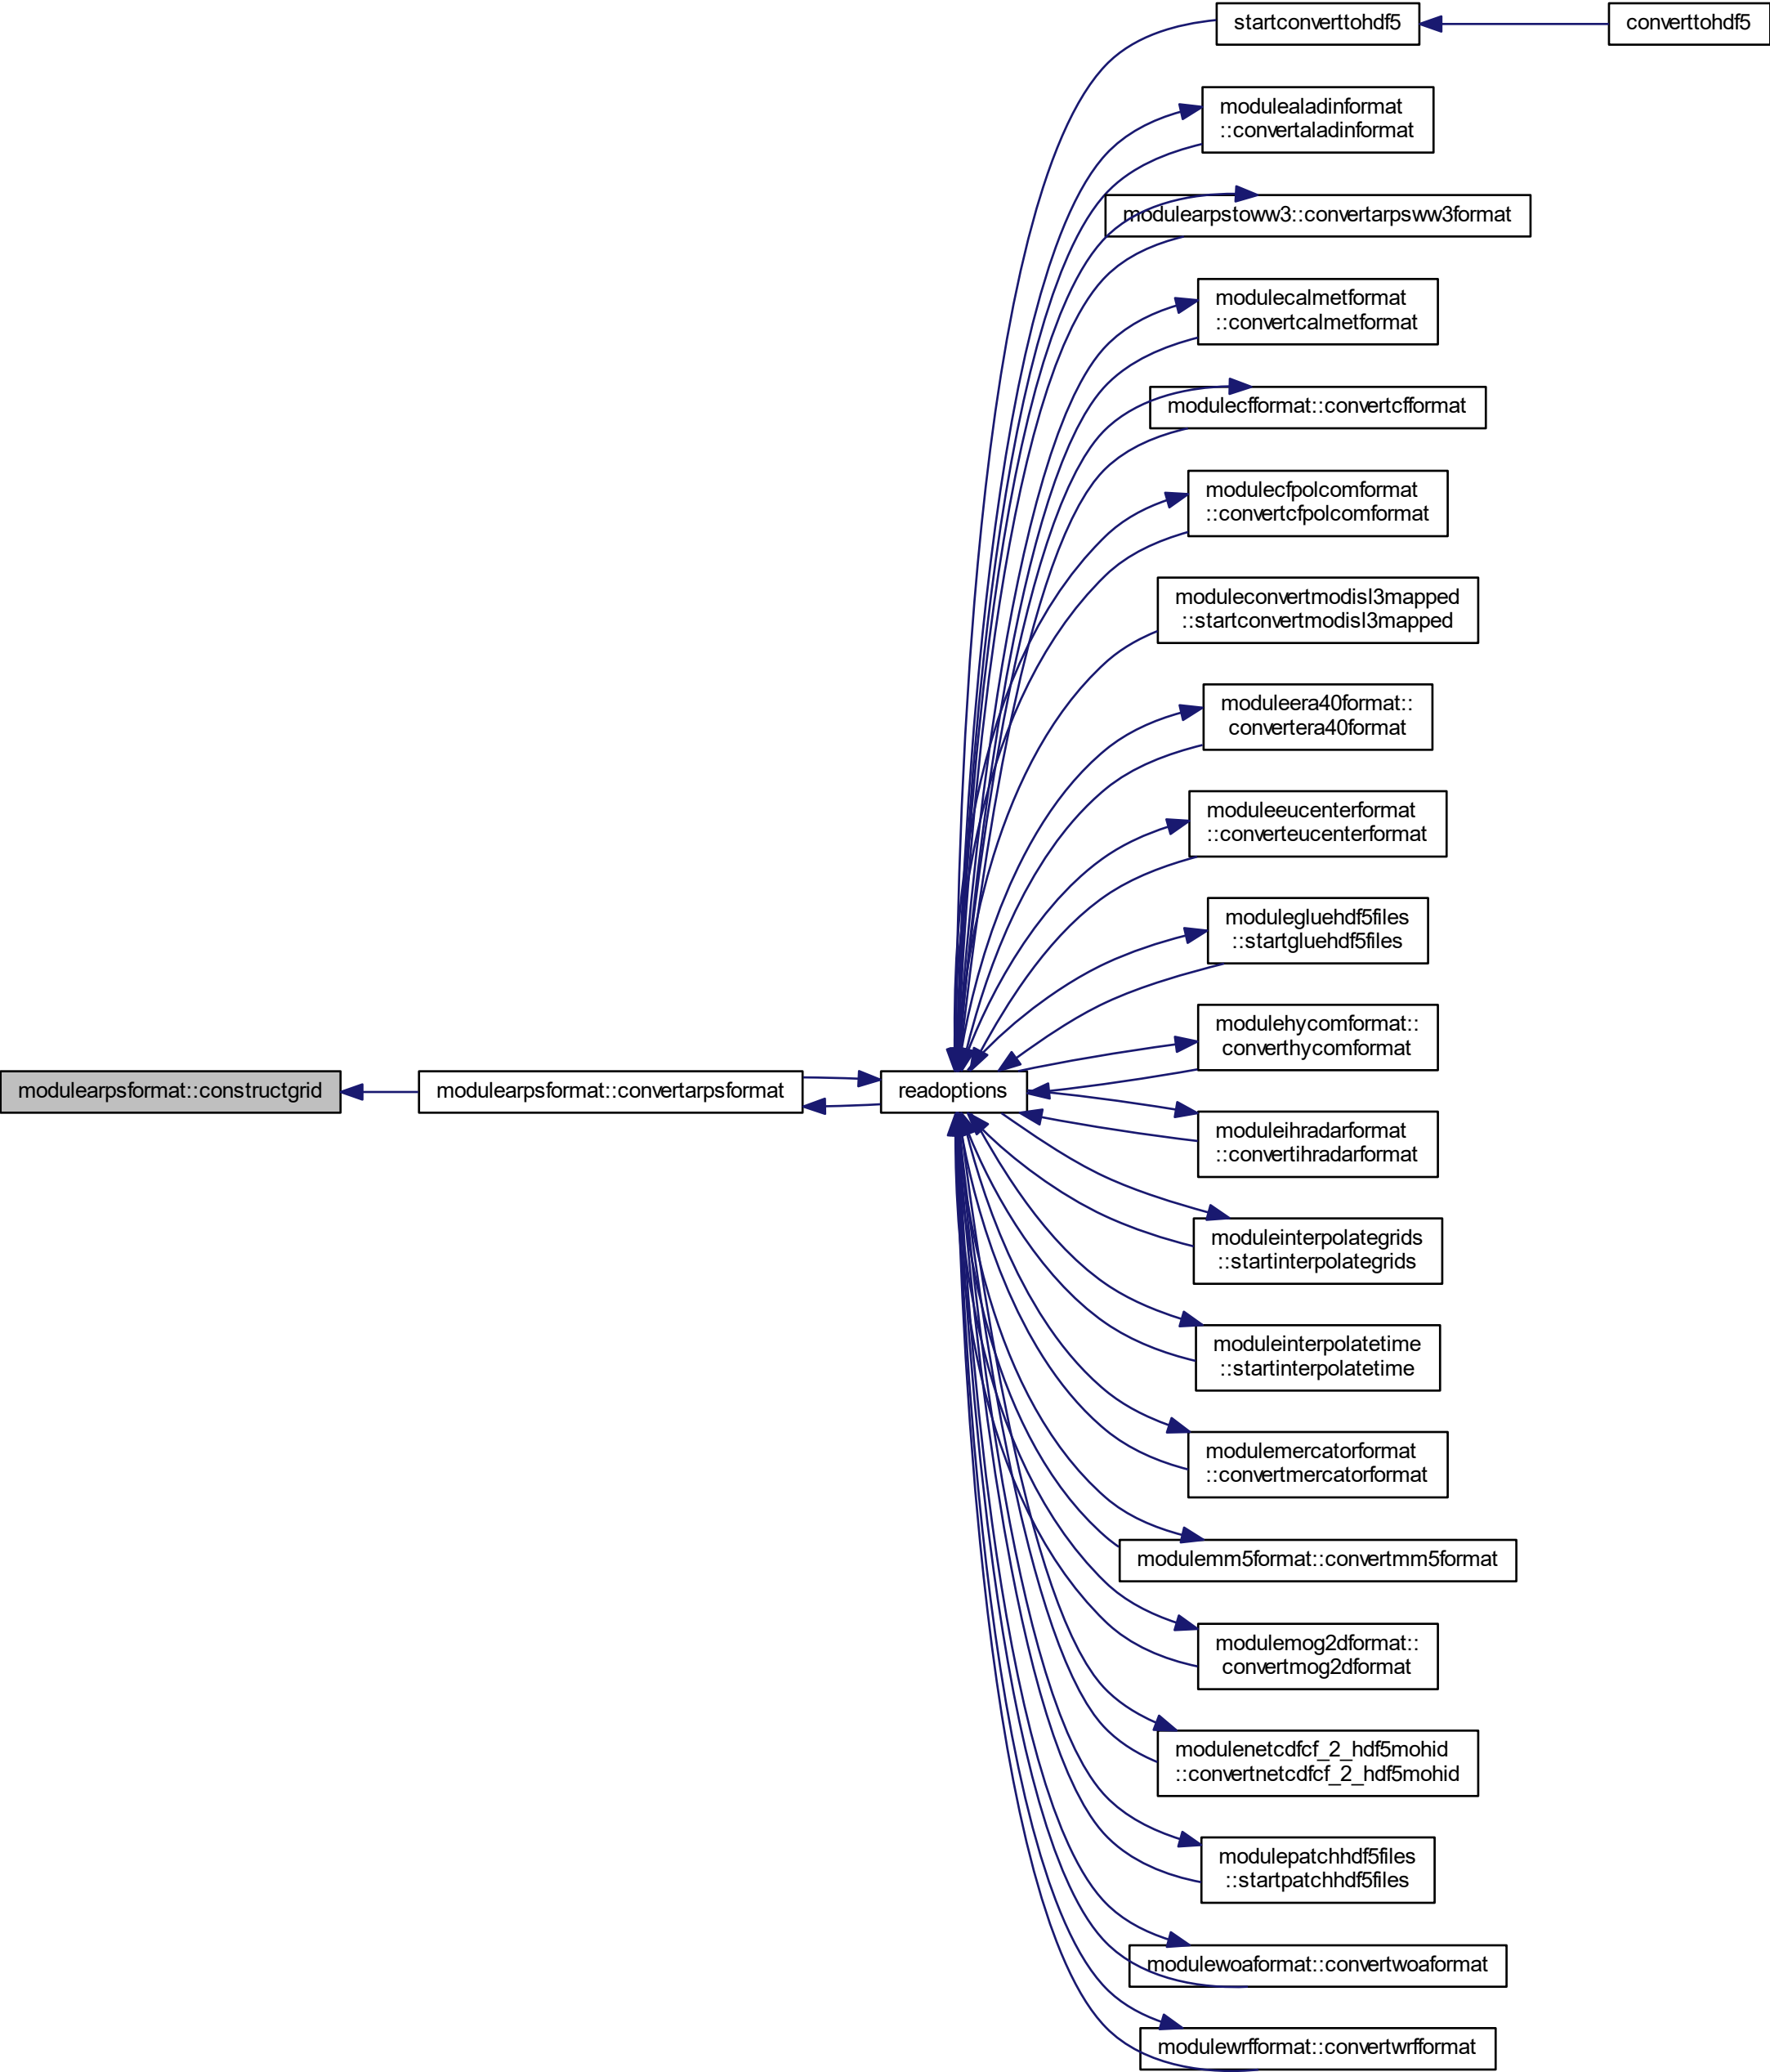 startconverttohdf5
converttohdf5
modulealadinformat
::convertaladinformat
modulearpstoww3::convertarpsww3format
modulecalmetformat
::convertcalmetformat
modulecfformat::convertcfformat
modulecfpolcomformat
::convertcfpolcomformat
moduleconvertmodisl3mapped
::startconvertmodisl3mapped
moduleera40format::
convertera40format
moduleeucenterformat
::converteucenterformat
modulegluehdf5files
::startgluehdf5files
modulehycomformat::
converthycomformat
modulearpsformat::constructgrid
modulearpsformat::convertarpsformat
readoptions
moduleihradarformat
::convertihradarformat
moduleinterpolategrids
::startinterpolategrids
moduleinterpolatetime
::startinterpolatetime
modulemercatorformat
::convertmercatorformat
modulemm5format::convertmm5format
modulemog2dformat::
convertmog2dformat
modulenetcdfcf_2_hdf5mohid
::convertnetcdfcf_2_hdf5mohid
modulepatchhdf5files
::startpatchhdf5files
modulewoaformat::convertwoaformat
modulewrfformat::convertwrfformat